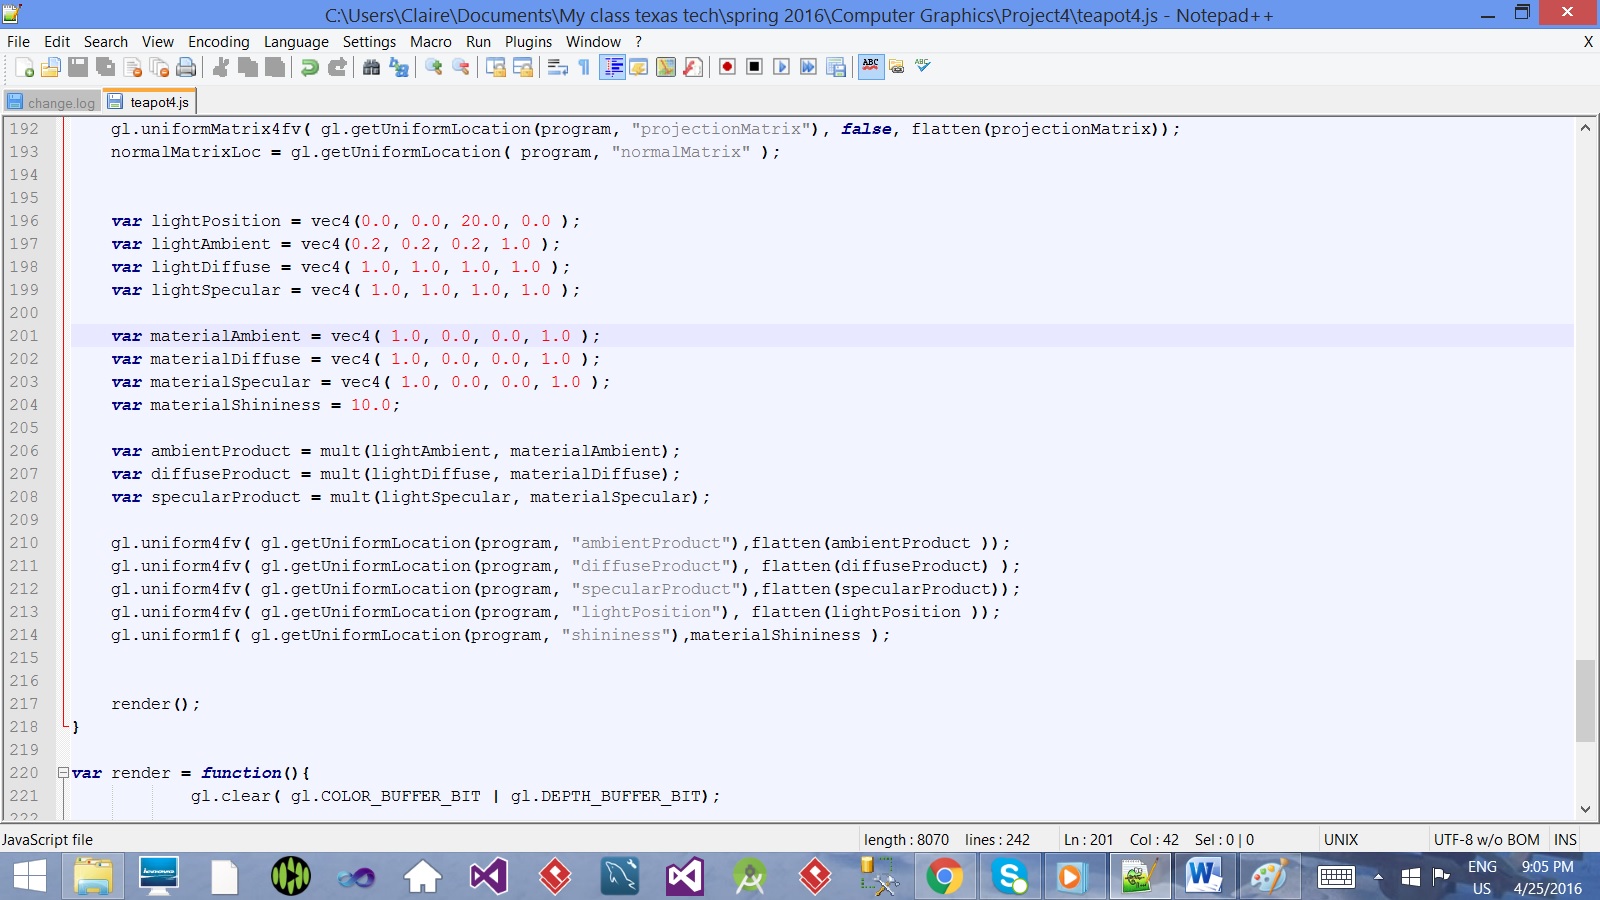 C:\Users\Claire\Documents\My class texas tech\spring 2016\Computer Graphics\Project4\teapot4.js - Notepad++
File Edit Search View Encoding Language Settings Macro Run Plugins Window ? X
change.log teapot4.js
192 gl.uniformMatrix4fv( gl.getUniformLocation(program, "projectionMatrix"), false, flatten(projectionMatrix));
193 normalMatrixLoc = gl.getUniformLocation( program, "normalMatrix" );
194
195
196 var lightPosition = vec4(0.0, 0.0, 20.0, 0.0 );
197 var lightAmbient = vec4(0.2, 0.2, 0.2, 1.0 );
198 var lightDiffuse = vec4( 1.0, 1.0, 1.0, 1.0 );
199 var lightSpecular = vec4( 1.0, 1.0, 1.0, 1.0 );
200
201 var materialAmbient = vec4( 1.0, 0.0, 0.0, 1.0 );
202 var materialDiffuse = vec4( 1.0, 0.0, 0.0, 1.0 );
203 var materialSpecular = vec4( 1.0, 0.0, 0.0, 1.0 );
204 var materialShininess = 10.0;
205
206 var ambientProduct = mult(lightAmbient, materialAmbient);
207 var diffuseProduct = mult(lightDiffuse, materialDiffuse);
208 var specularProduct = mult(lightSpecular, materialSpecular);
209
210 gl.uniform4fv( gl.getUniformLocation(program, "ambientProduct"),flatten(ambientProduct ));
211 gl.uniform4fv( gl.getUniformLocation(program, "diffuseProduct"), flatten(diffuseProduct) );
212 gl.uniform4fv( gl.getUniformLocation(program, "specularProduct"),flatten(specularProduct));
213 gl.uniform4fv( gl.getUniformLocation(program, "lightPosition"), flatten(lightPosition ));
214 gl.uniform1f( gl.getUniformLocation(program, "shininess"),materialShininess );
215
216
217 render();
218 }
219
220 var render = function(){
221 gl.clear( gl.COLOR_BUFFER_BIT | gl.DEPTH_BUFFER_BIT);
222
JavaScript file length : 8070 lines : 242 Ln : 201 Col : 42 Sel : 0 | 0 UNIX UTF-8 w/o BOM INS
ENG 9:05 PM
US 4/25/2016